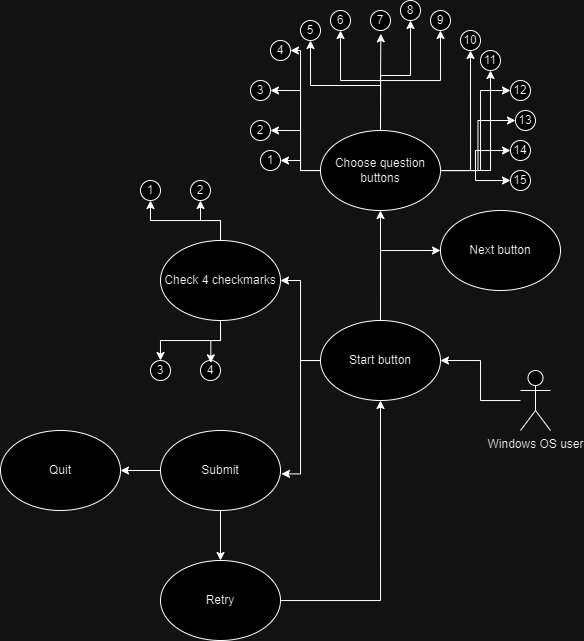 8
6
7
9
5
10
4
11
3
12
13
2
14
1
Choose question
buttons
15
1
2
Next button
Check 4 checkmarks
Start button
3
4
Windows OS user
Quit
Submit
Retry